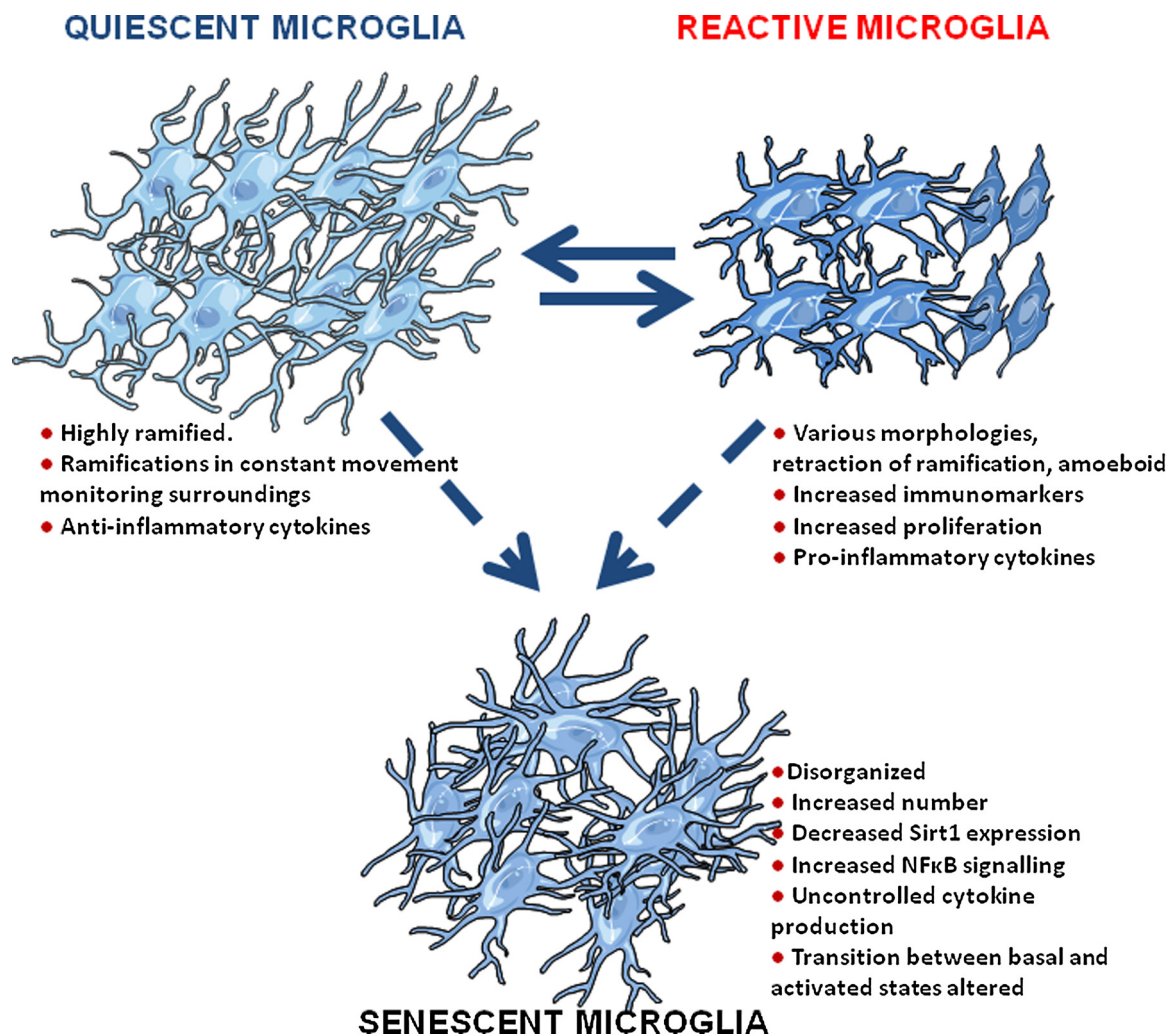 QUIESCENT MICROGLIA
REACTIVE MICROGLIA
• Highly ramified.
• Ramifications in constant movement
monitoring surroundings
• Anti-inflammatory cytokines
• Various morphologies,
retraction of ramification, amoeboid
• Increased immunomarkers
• Increased proliferation
• Pro-inflammatory cytokines
•Disorganized
• Increased number
• Decreased Sirt1 expression
• Increased NFκB signalling
• Uncontrolled cytokine
production
• Transition between basal and
activated states altered
SENESCENT MICROGLIA